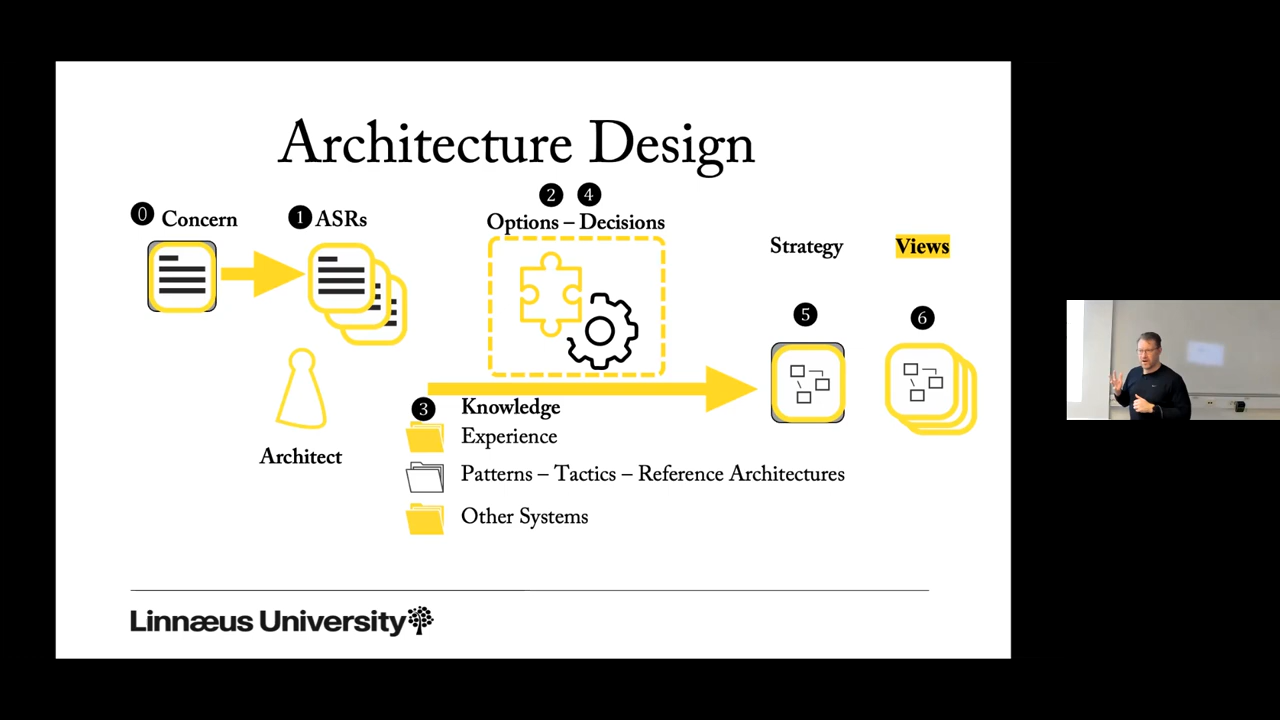 Architecture Design
0 Concern
1 ASRs
2 4
Options – Decisions
Strategy
Views
5
6
Architect
3 Knowledge
Experience
Patterns – Tactics – Reference Architectures
Other Systems
Linnæus University